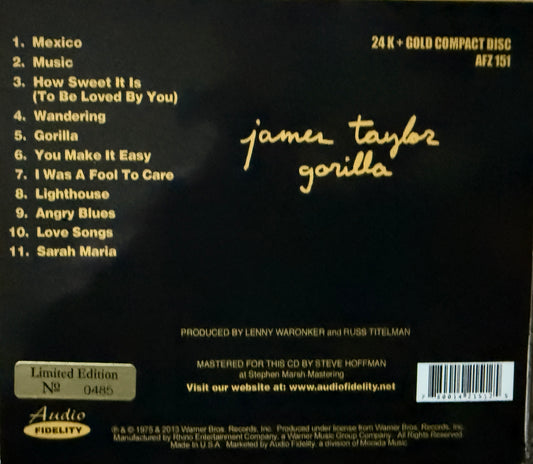 1. Mexico
2. Music
3. How Sweet It Is
(To Be Loved By You)
4. Wandering
5. Gorilla
6. You Make It Easy
7. I Was A Fool To Care
8. Lighthouse
9. Angry Blues
10. Love Songs
11. Sarah Maria
24 K + GOLD COMPACT DISC
AFZ 151
james taylor
gorilla
PRODUCED BY LENNY WARONKER and RUSS TITELMAN
MASTERED FOR THIS CD BY STEVE HOFFMAN
at Stephen Marsh Mastering
Visit our website at: www.audiofidelity.net
Limited Edition
No 0485
Audio
FIDELITY
℗ & © 1975 & 2013 Warner Bros. Records, Inc. Produced under license from Warner Bros. Records, Inc.
Manufactured by Rhino Entertainment Company, a Warner Music Group Company. All Rights Reserved.
Made In U.S.A. Marketed by Audio Fidelity, a division of Morada Music